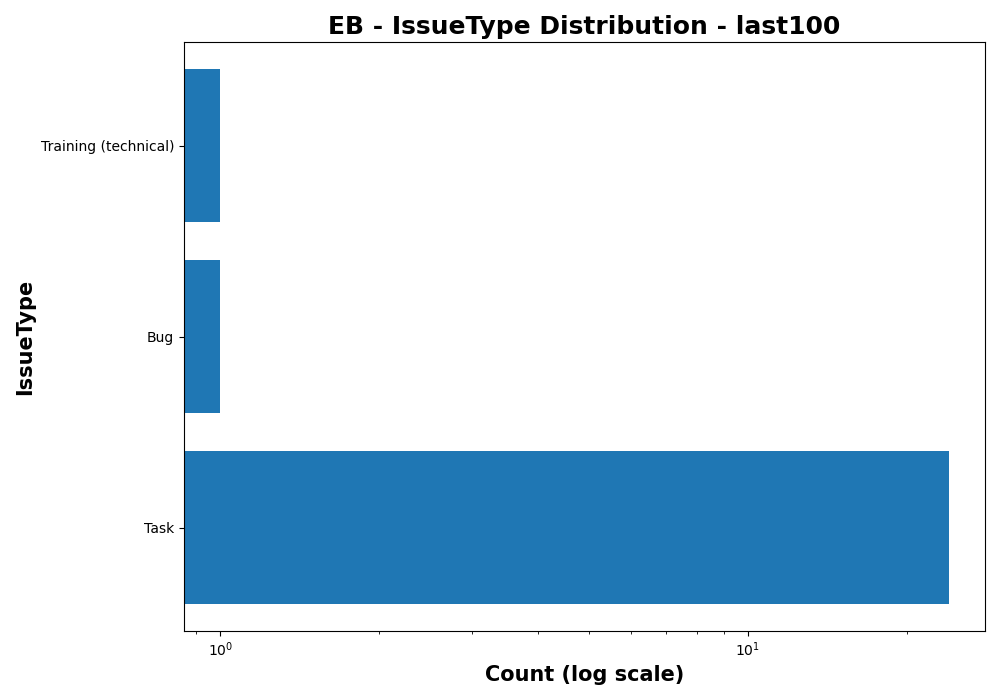 EB - IssueType Distribution - last100
Training (technical)
Bug
Task
IssueType
10⁰
10¹
Count (log scale)